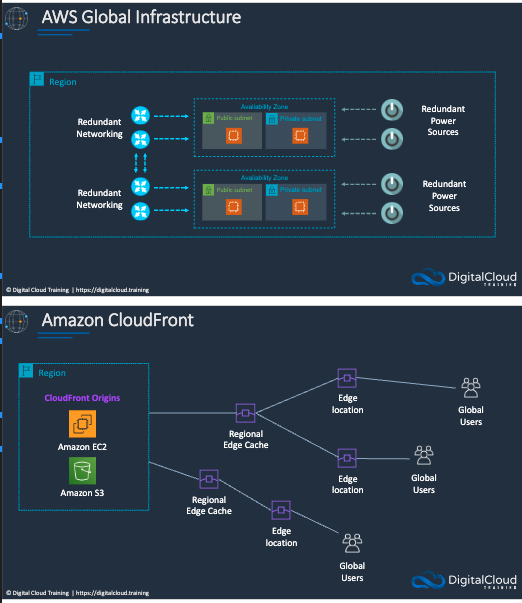 AWS Global Infrastructure
Region
Availability Zone
Public subnet
Private subnet
Redundant
Networking
Redundant
Power
Sources
Availability Zone
Public subnet
Private subnet
Redundant
Networking
Redundant
Power
Sources
DigitalCloud
TRAINING
© Digital Cloud Training | https://digitalcloud.training
Amazon CloudFront
Region
CloudFront Origins
Amazon EC2
Amazon S3
Regional
Edge Cache
Edge
location
Global
Users
Edge
location
Global
Users
Regional
Edge Cache
Edge
location
Global
Users
DigitalCloud
TRAINING
© Digital Cloud Training | https://digitalcloud.training